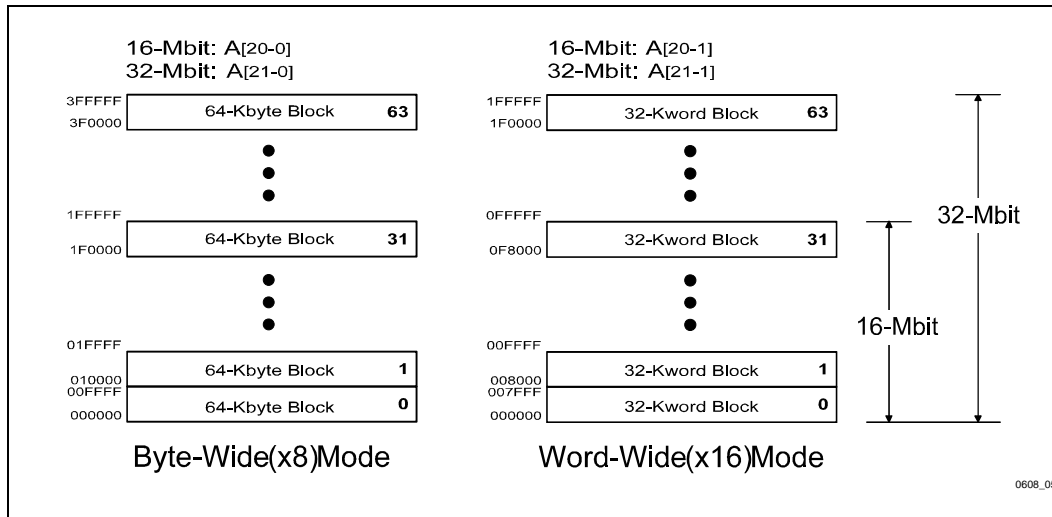 16-Mbit: A[20-0]
32-Mbit: A[21-0]
3FFFFF
3F0000
64-Kbyte Block 63
1FFFFF
1F0000
64-Kbyte Block 31
01FFFF
010000
64-Kbyte Block 1
00FFFF
000000
64-Kbyte Block 0
Byte-Wide(x8)Mode
16-Mbit: A[20-1]
32-Mbit: A[21-1]
1FFFFF
1F0000
32-Kword Block 63
0FFFFF
0F8000
32-Kword Block 31
00FFFF
008000
32-Kword Block 1
007FFF
000000
32-Kword Block 0
Word-Wide(x16)Mode
16-Mbit
32-Mbit